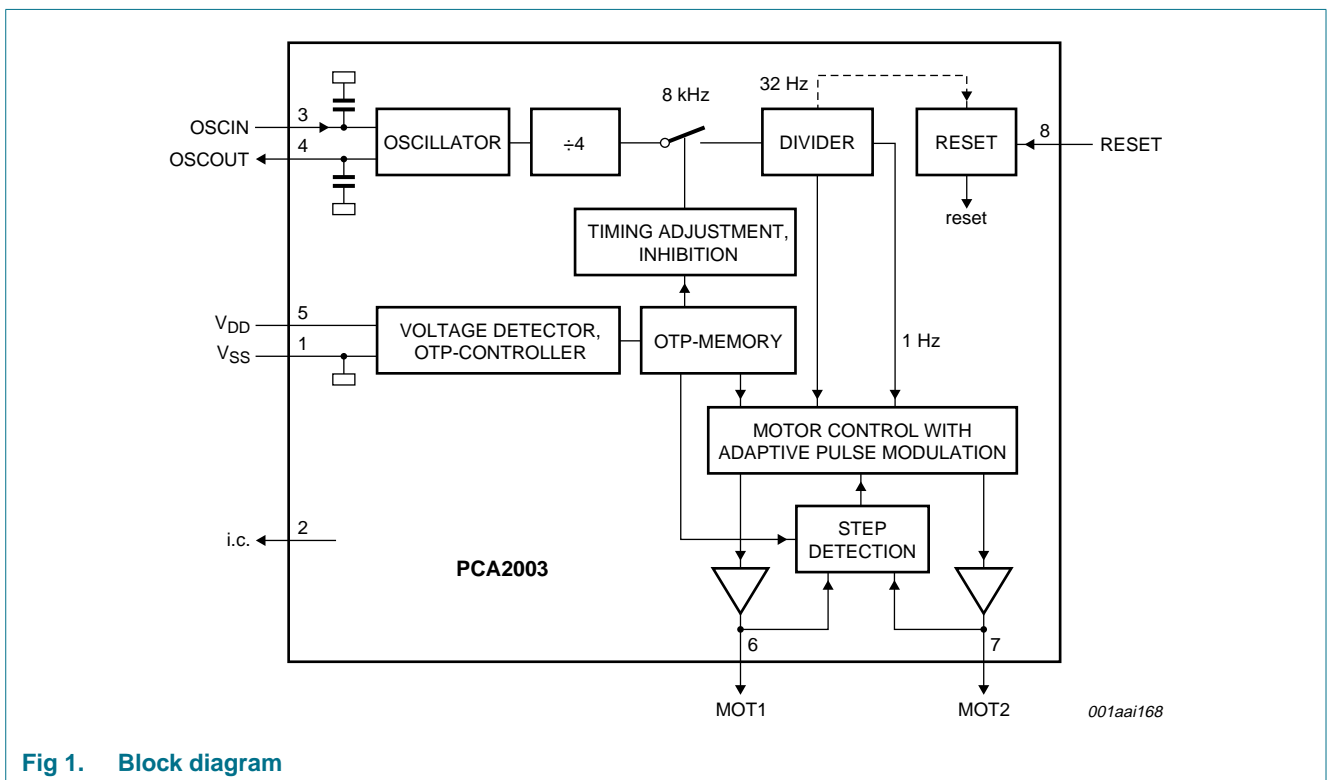 32 Hz
8 kHz
3
OSCIN
4
OSCOUT
OSCILLATOR
÷4
DIVIDER
RESET
8
RESET
reset
TIMING ADJUSTMENT,
INHIBITION
5
VDD
1
VSS
VOLTAGE DETECTOR,
OTP-CONTROLLER
OTP-MEMORY
1 Hz
MOTOR CONTROL WITH
ADAPTIVE PULSE MODULATION
2
i.c.
STEP
DETECTION
PCA2003
6
7
MOT1
MOT2
001aai168
Fig 1. Block diagram